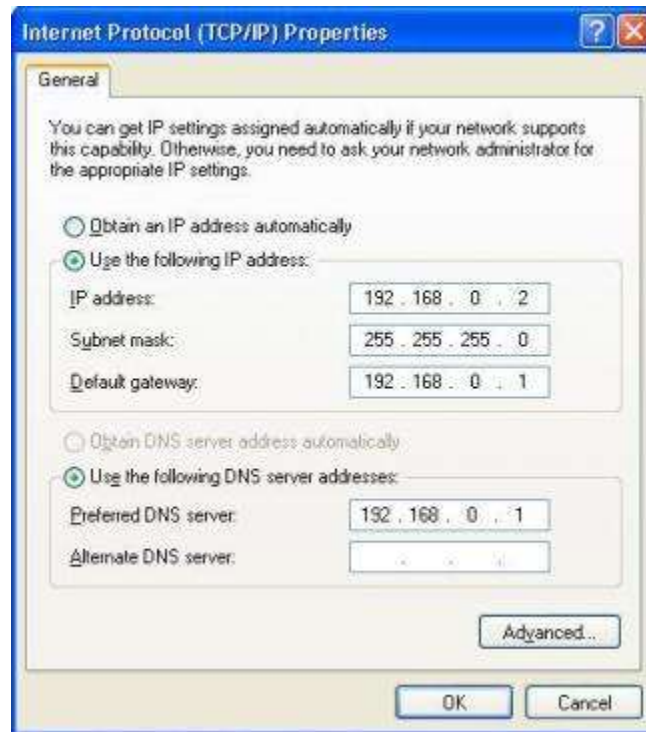 Internet Protocol (TCP/IP) Properties
General
You can get IP settings assigned automatically if your network supports
this capability. Otherwise, you need to ask your network administrator for
the appropriate IP settings.
Obtain an IP address automatically
Use the following IP address:
IP address: 192 . 168 . 0 . 2
Subnet mask: 255 . 255 . 255 . 0
Default gateway: 192 . 168 . 0 . 1
Obtain DNS server address automatically
Use the following DNS server addresses:
Preferred DNS server: 192 . 168 . 0 . 1
Alternate DNS server: . . .
Advanced...
OK Cancel